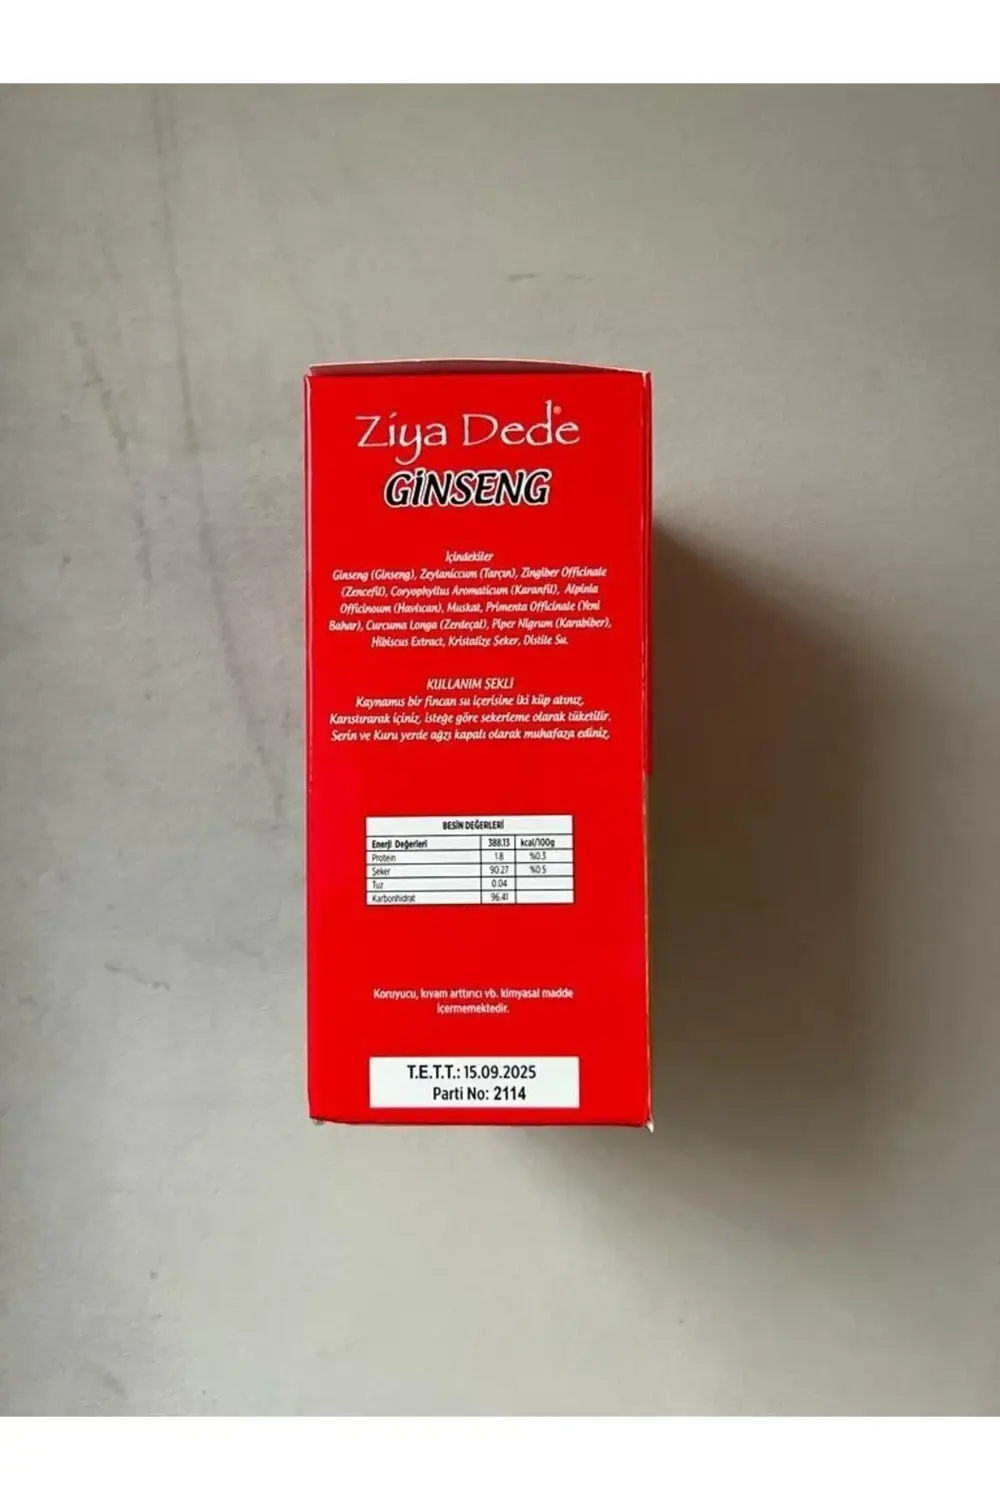 Ziya Dede®
GİNSENG
İçindekiler
Ginseng (Ginseng), Zeylaniccum (Tarçın), Zingiber Officinale
(Zencefil), Coryophyllus Aromaticum (Karanfil), Alpinia
Officinoum (Havlıcan), Muskat, Primenta Officinale (Yeni
Bahar), Curcuma Longa (Zerdeçal), Piper Nigrum (Karabiber),
Hibiscus Extract, Kristalize Şeker, Distile Su.
KULLANIM ŞEKLİ
Kaynamış bir fincan su içerisine iki küp atınız,
Karıştırarak içiniz, isteğe göre şekerleme olarak tüketilir.
Serin ve Kuru yerde ağzı kapalı olarak muhafaza ediniz,
BESİN DEĞERLERİ
Enerji Değerleri 388.13 kcal/100g
Protein 1.8 %0.3
Şeker 90.27 %0.5
Tuz 0.04
Karbonhidrat 96.41
Koruyucu, kıvam arttırıcı vb. kimyasal madde
içermemektedir.
T.E.T.T.: 15.09.2025
Parti No: 2114